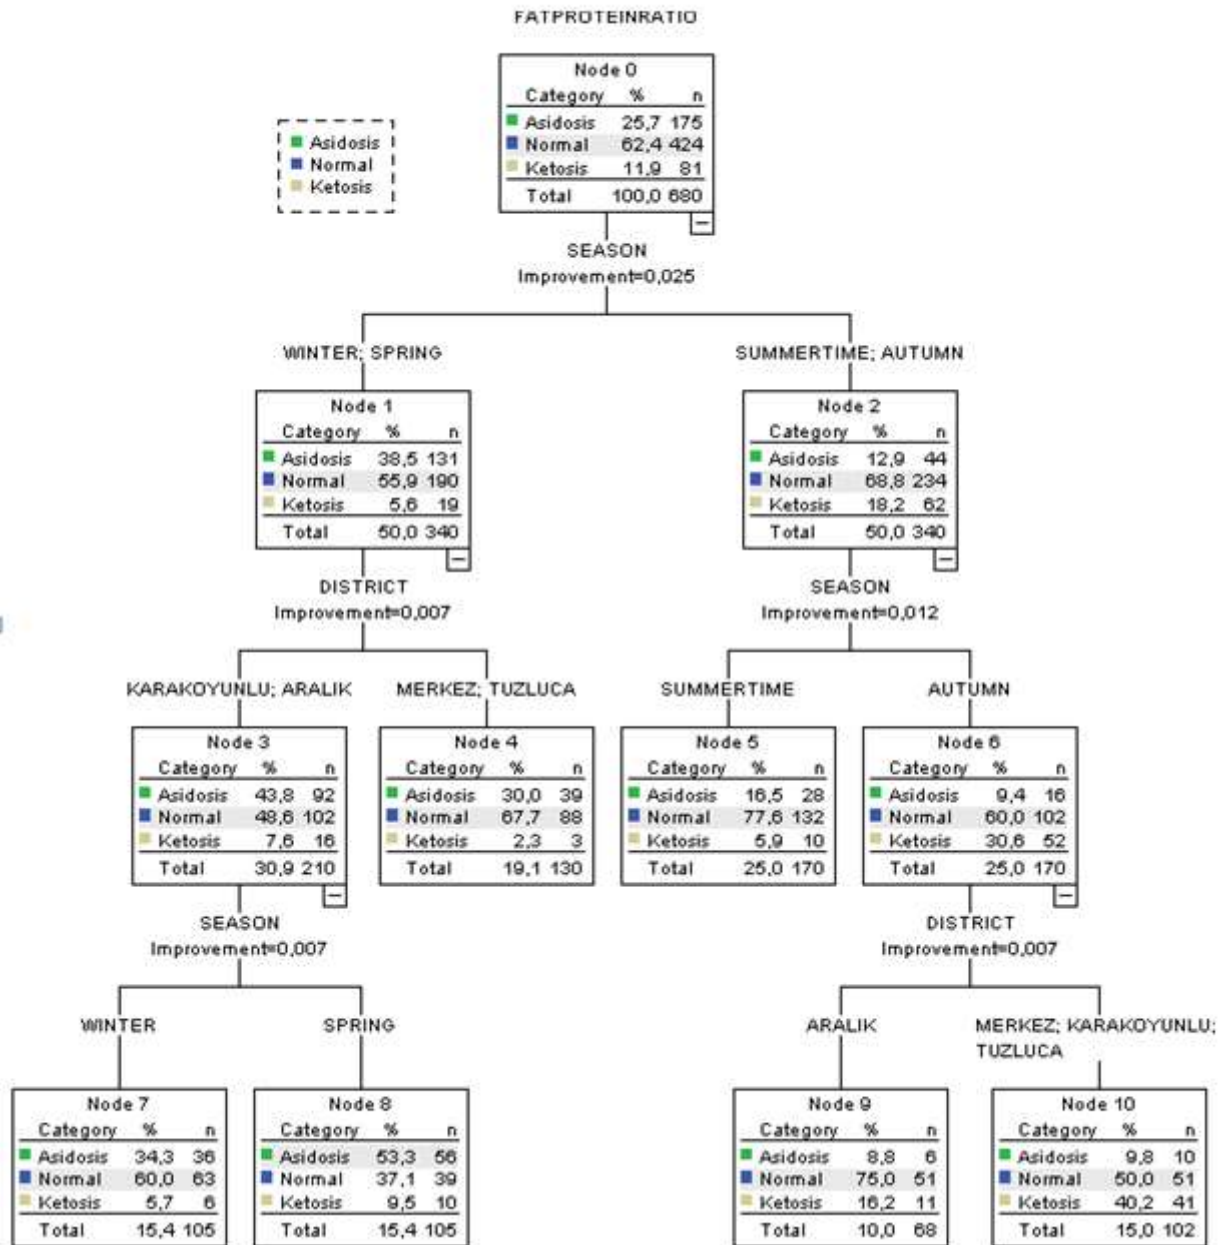 FATPROTEINRATIO
Node 0
Category % n
Asidosis 25,7 175
Normal 62,4 424
Ketosis 11,9 81
Total 100,0 680
Asidosis
Normal
Ketosis
SEASON
Improvement=0,025
WINTER; SPRING
SUMMERTIME; AUTUMN
Node 1
Category % n
Asidosis 38,5 131
Normal 55,9 190
Ketosis 5,6 19
Total 50,0 340
Node 2
Category % n
Asidosis 12,9 44
Normal 68,8 234
Ketosis 18,2 62
Total 50,0 340
DISTRICT
Improvement=0,007
SEASON
Improvement=0,012
KARAKOYUNLU; ARALIK
MERKEZ; TUZLUCA
SUMMERTIME
AUTUMN
Node 3
Category % n
Asidosis 43,8 92
Normal 48,6 102
Ketosis 7,6 16
Total 30,9 210
Node 4
Category % n
Asidosis 30,0 39
Normal 67,7 88
Ketosis 2,3 3
Total 19,1 130
Node 5
Category % n
Asidosis 16,5 28
Normal 77,6 132
Ketosis 5,9 10
Total 25,0 170
Node 6
Category % n
Asidosis 9,4 16
Normal 60,0 102
Ketosis 30,6 52
Total 25,0 170
SEASON
Improvement=0,007
DISTRICT
Improvement=0,007
WINTER
SPRING
ARALIK
MERKEZ; KARAKOYUNLU;
TUZLUCA
Node 7
Category % n
Asidosis 34,3 36
Normal 60,0 63
Ketosis 5,7 6
Total 15,4 105
Node 8
Category % n
Asidosis 53,3 56
Normal 37,1 39
Ketosis 9,5 10
Total 15,4 105
Node 9
Category % n
Asidosis 8,8 6
Normal 75,0 51
Ketosis 16,2 11
Total 10,0 68
Node 10
Category % n
Asidosis 9,8 10
Normal 50,0 51
Ketosis 40,2 41
Total 15,0 102